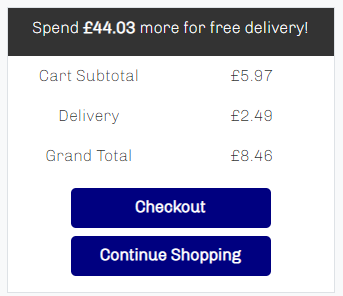 Spend £44.03 more for free delivery!
Cart Subtotal £5.97
Delivery £2.49
Grand Total £8.46
Checkout
Continue Shopping